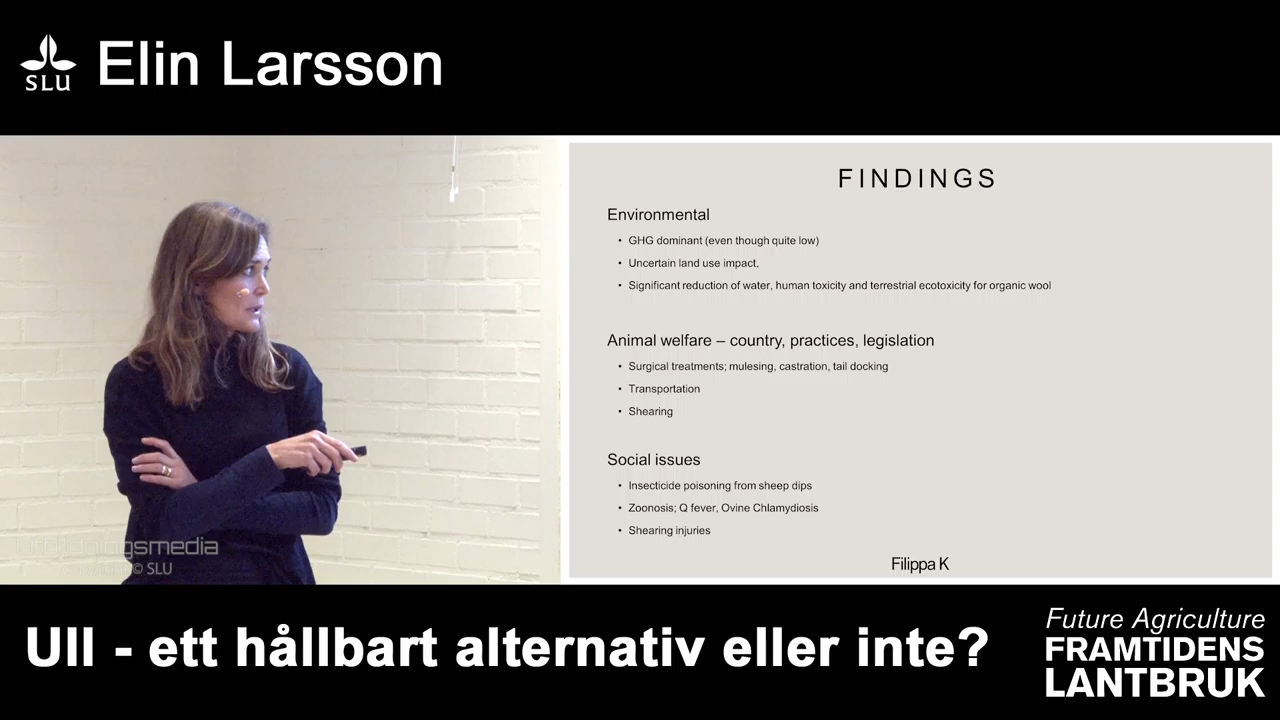 SLU
Elin Larsson
FINDINGS
Environmental
• GHG dominant (even though quite low)
• Uncertain land use impact,
• Significant reduction of water, human toxicity and terrestrial ecotoxicity for organic wool
Animal welfare – country, practices, legislation
• Surgical treatments; mulesing, castration, tail docking
• Transportation
• Shearing
Social issues
• Insecticide poisoning from sheep dips
• Zoonosis; Q fever, Ovine Chlamydiosis
• Shearing injuries
Filippa K
utbildningsmedia
© SLU
Ull - ett hållbart alternativ eller inte?
Future Agriculture
FRAMTIDENS
LANTBRUK